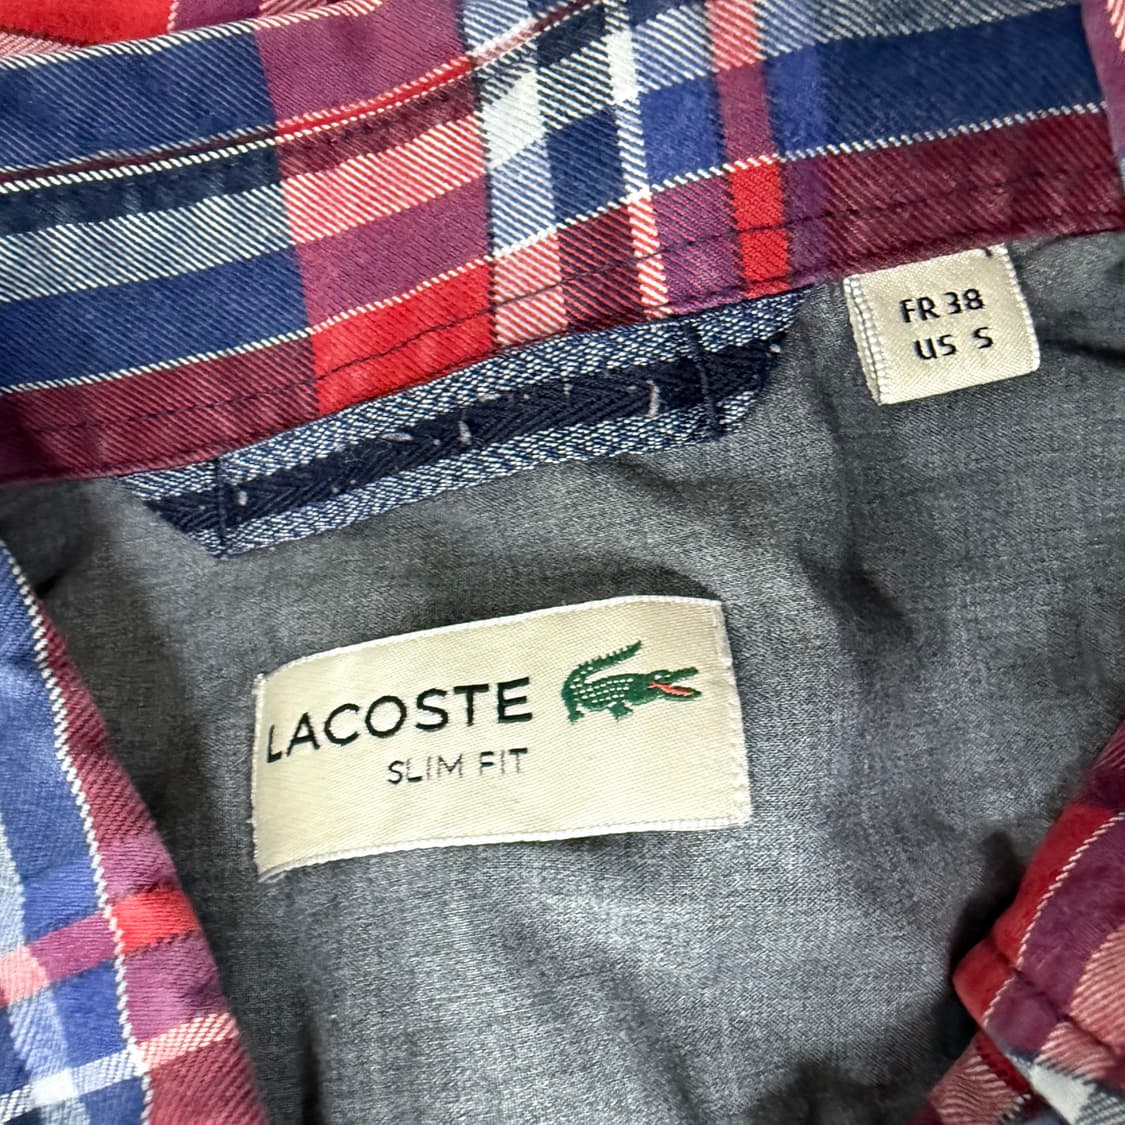 FR 38
US S
LACOSTE
SLIM FIT